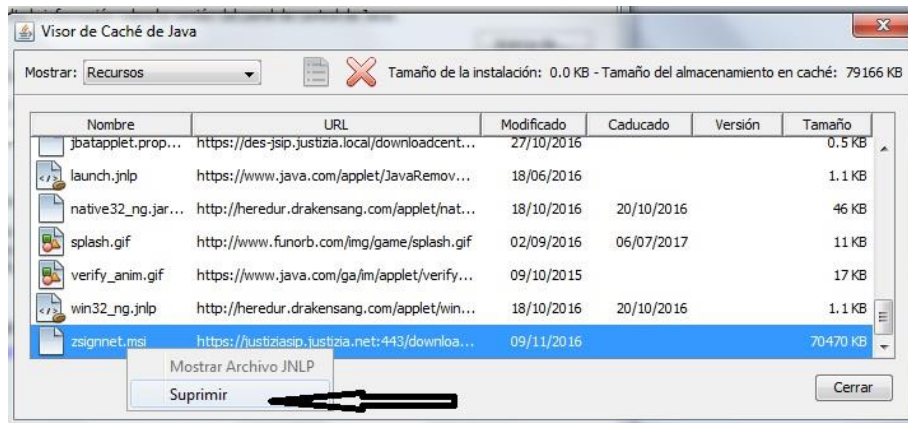 Visor de Caché de Java
Mostrar: Recursos Tamaño de la instalación: 0.0 KB - Tamaño del almacenamiento en caché: 79166 KB
Nombre URL Modificado Caducado Versión Tamaño
jbatapplet.prop... https://des-jsip.justizia.local/downloadcent... 27/10/2016 0.5 KB
launch.jnlp https://www.java.com/applet/JavaRemov... 18/06/2016 1.1 KB
native32_ng.jar... http://heredur.drakensang.com/applet/nat... 18/10/2016 20/10/2016 46 KB
splash.gif http://www.funorb.com/img/game/splash.gif 02/09/2016 06/07/2017 11 KB
verify_anim.gif https://www.java.com/ga/im/applet/verify... 09/10/2015 17 KB
win32_ng.jnlp http://heredur.drakensang.com/applet/win... 18/10/2016 20/10/2016 1.1 KB
zsignnet.msi https://justiziasip.justizia.net:443/downloa... 09/11/2016 70470 KB
Mostrar Archivo JNLP
Suprimir
Cerrar